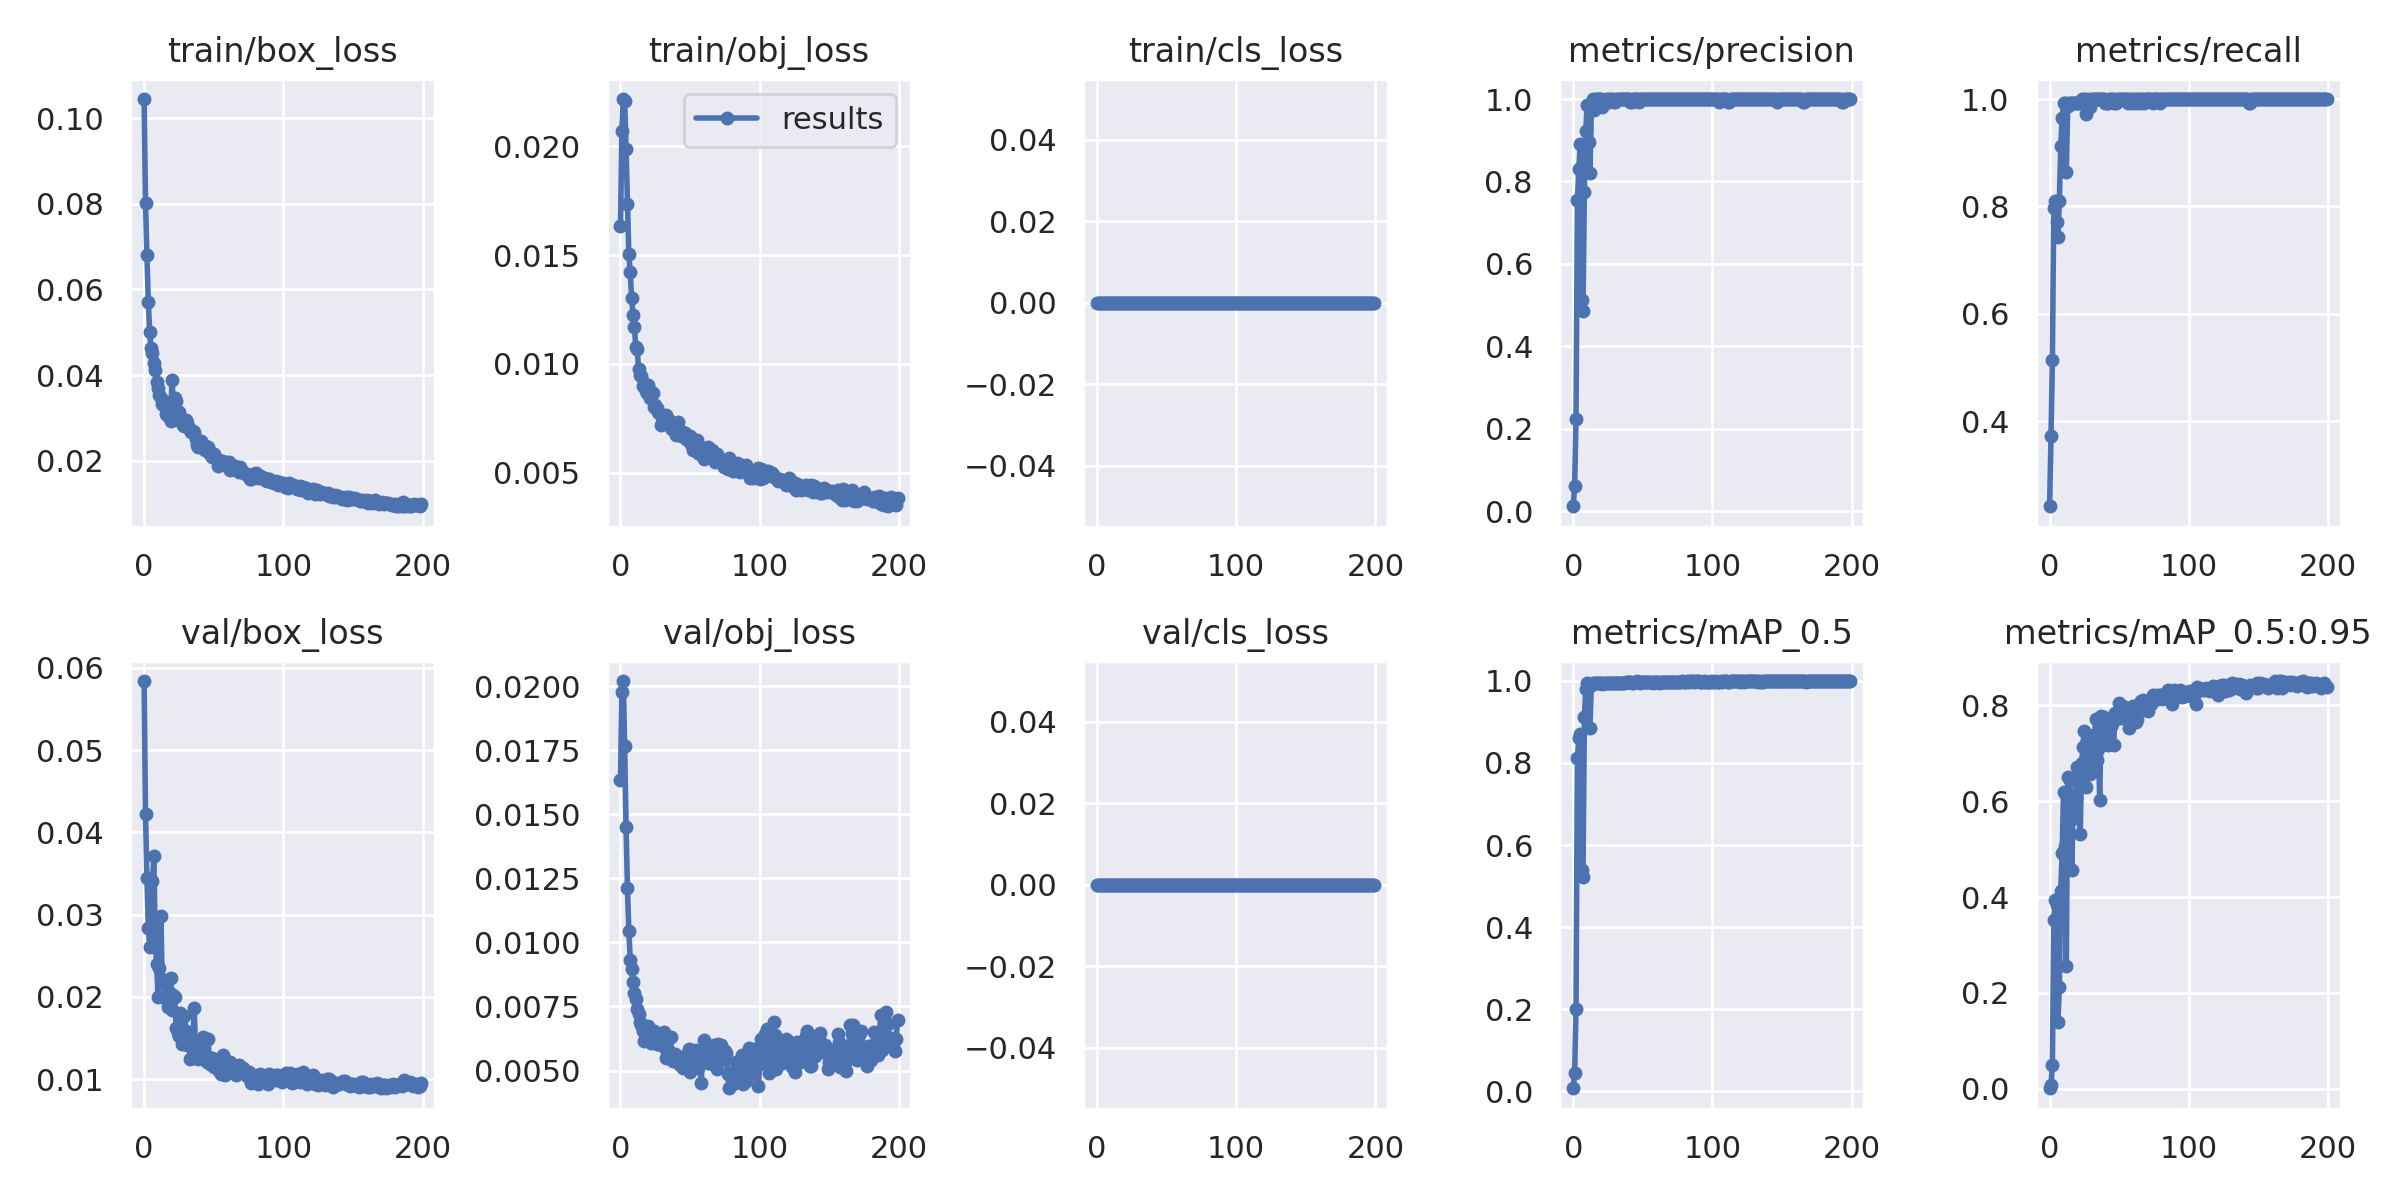 train/box_loss
train/obj_loss
train/cls_loss
metrics/precision
metrics/recall
0.10
0.08
0.06
0.04
0.02
0 100 200
results
0.020
0.015
0.010
0.005
0 100 200
0.04
0.02
0.00
−0.02
−0.04
0 100 200
1.0
0.8
0.6
0.4
0.2
0.0
0 100 200
1.0
0.8
0.6
0.4
0 100 200
val/box_loss
val/obj_loss
val/cls_loss
metrics/mAP_0.5
metrics/mAP_0.5:0.95
0.06
0.05
0.04
0.03
0.02
0.01
0 100 200
0.0200
0.0175
0.0150
0.0125
0.0100
0.0075
0.0050
0 100 200
0.04
0.02
0.00
−0.02
−0.04
0 100 200
1.0
0.8
0.6
0.4
0.2
0.0
0 100 200
0.8
0.6
0.4
0.2
0.0
0 100 200